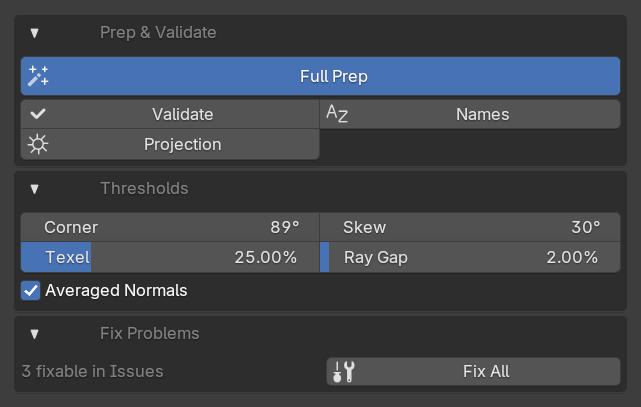 Prep & Validate
Full Prep
Validate
Names
Projection
Thresholds
Corner 89°
Skew 30°
Texel 25.00%
Ray Gap 2.00%
Averaged Normals
Fix Problems
3 fixable in Issues
Fix All